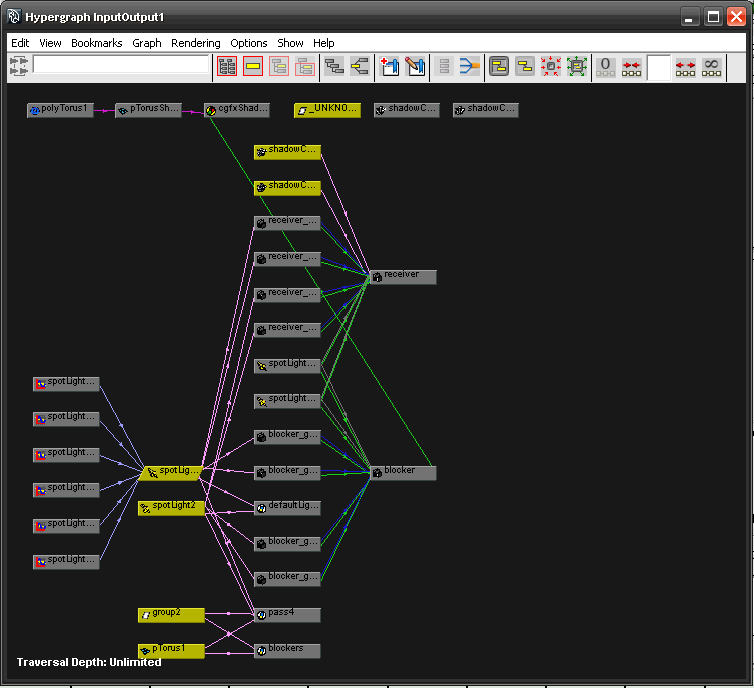 Hypergraph InputOutput1
Edit View Bookmarks Graph Rendering Options Show Help
0
polyTorus1 pTorusSh... cgfxShad... _UNKNO... shadowC... shadowC...
shadowC...
shadowC...
receiver_...
receiver_...
receiver
receiver_...
receiver_...
spotLight...
spotLight...
spotLight...
spotLight...
blocker_g...
spotLight...
spotLig... blocker_g... blocker
spotLight...
spotLight2 defaultLig...
spotLight...
blocker_g...
spotLight...
blocker_g...
group2 pass4
pTorus1 blockers
Traversal Depth: Unlimited